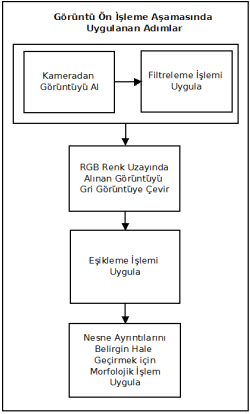 Görüntü Ön İşleme Aşamasında
Uygulanan Adımlar
Kameradan
Görüntüyü Al
Filtreleme İşlemi
Uygula
RGB Renk Uzayında
Alınan Görüntüyü
Gri Görüntüye Çevir
Eşikleme İşlemi
Uygula
Nesne Ayrıntılarını
Belirgin Hale
Geçirmek için
Morfolojik İşlem
Uygula